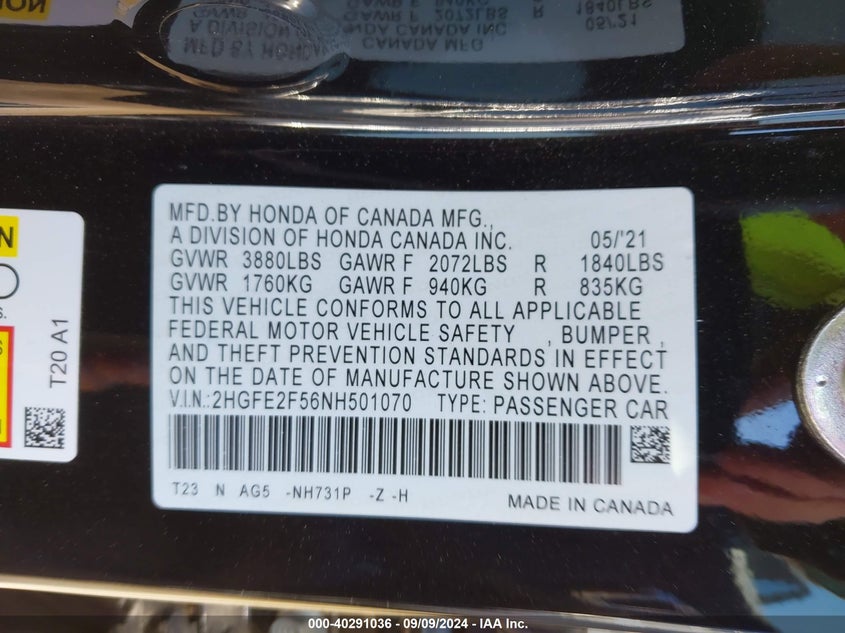 MFD.BY HONDA OF CANADA MFG.,
A DIVISION OF HONDA CANADA INC. 05/'21
GVWR 3880LBS GAWR F 2072LBS R 1840LBS
GVWR 1760KG GAWR F 940KG R 835KG
THIS VEHICLE CONFORMS TO ALL APPLICABLE
FEDERAL MOTOR VEHICLE SAFETY , BUMPER ,
AND THEFT PREVENTION STANDARDS IN EFFECT
ON THE DATE OF MANUFACTURE SHOWN ABOVE.
V.I.N.:2HGFE2F56NH501070 TYPE: PASSENGER CAR
T23 N AG5 -NH731P -Z -H
MADE IN CANADA
T20 A1
000-40291036 - 09/09/2024 - IAA Inc.